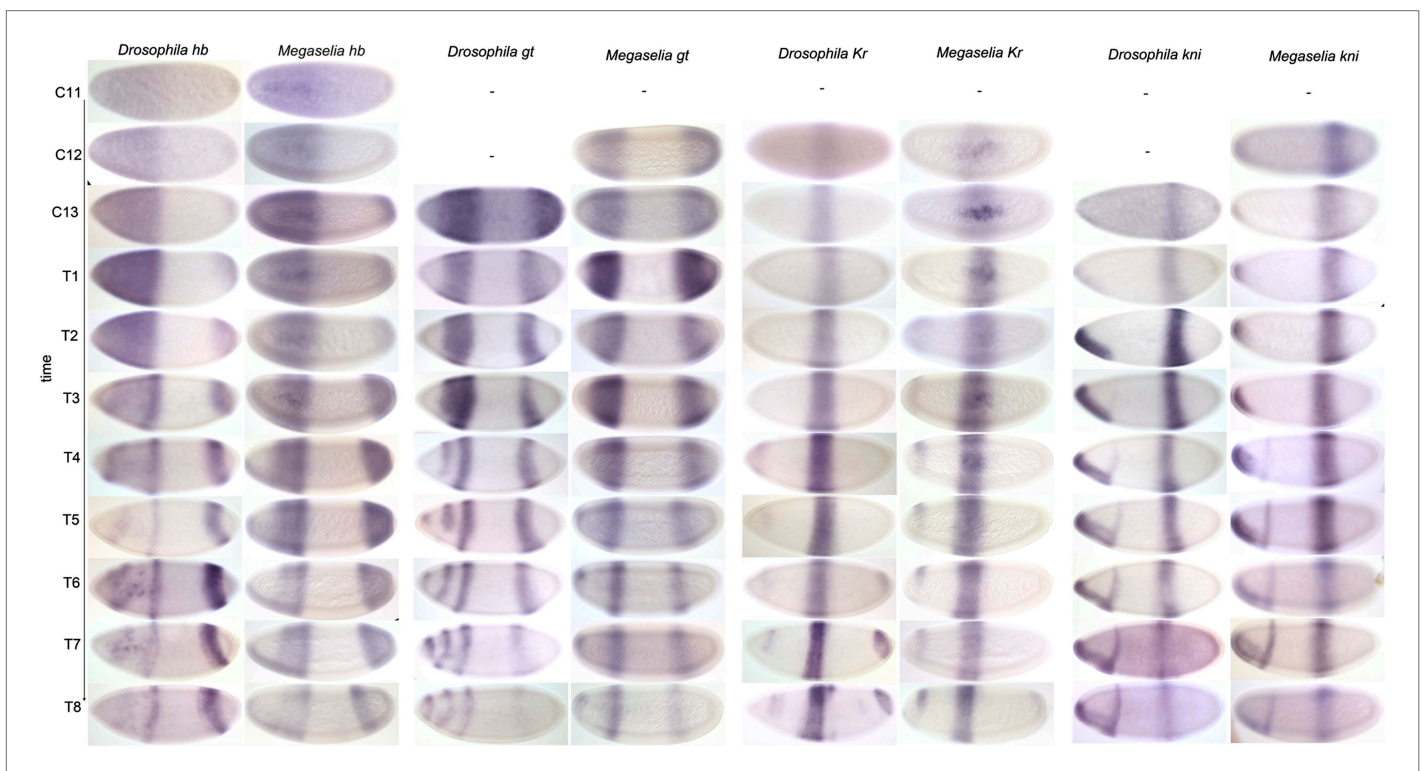 Drosophila hb Megaselia hb Drosophila gt Megaselia gt Drosophila Kr Megaselia Kr Drosophila kni Megaselia kni
C11 - - - - - -
C12 - -
C13
T1
T2
time
T3
T4
T5
T6
T7
T8